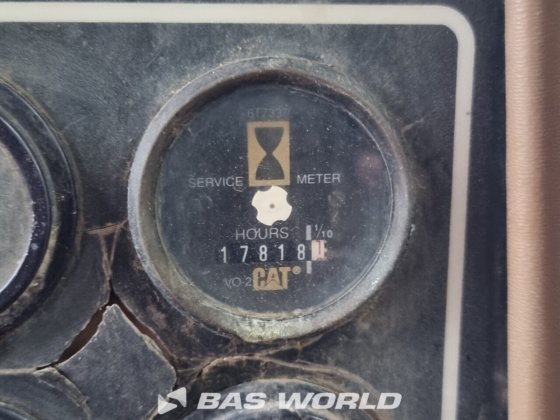 SERVICE METER
HOURS 1/10
17818
VO-2 CAT®
BAS WORLD